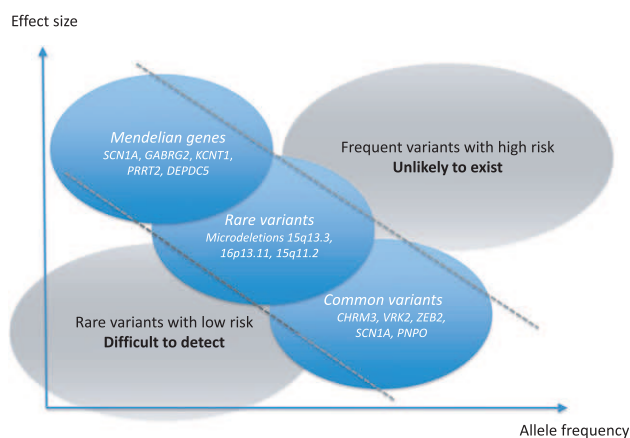 Effect size
Mendelian genes
SCN1A, GABRG2, KCNT1,
PRRT2, DEPDC5
Frequent variants with high risk
Unlikely to exist
Rare variants
Microdeletions 15q13.3,
16p13.11, 15q11.2
Common variants
CHRM3, VRK2, ZEB2,
SCN1A, PNPO
Rare variants with low risk
Difficult to detect
Allele frequency